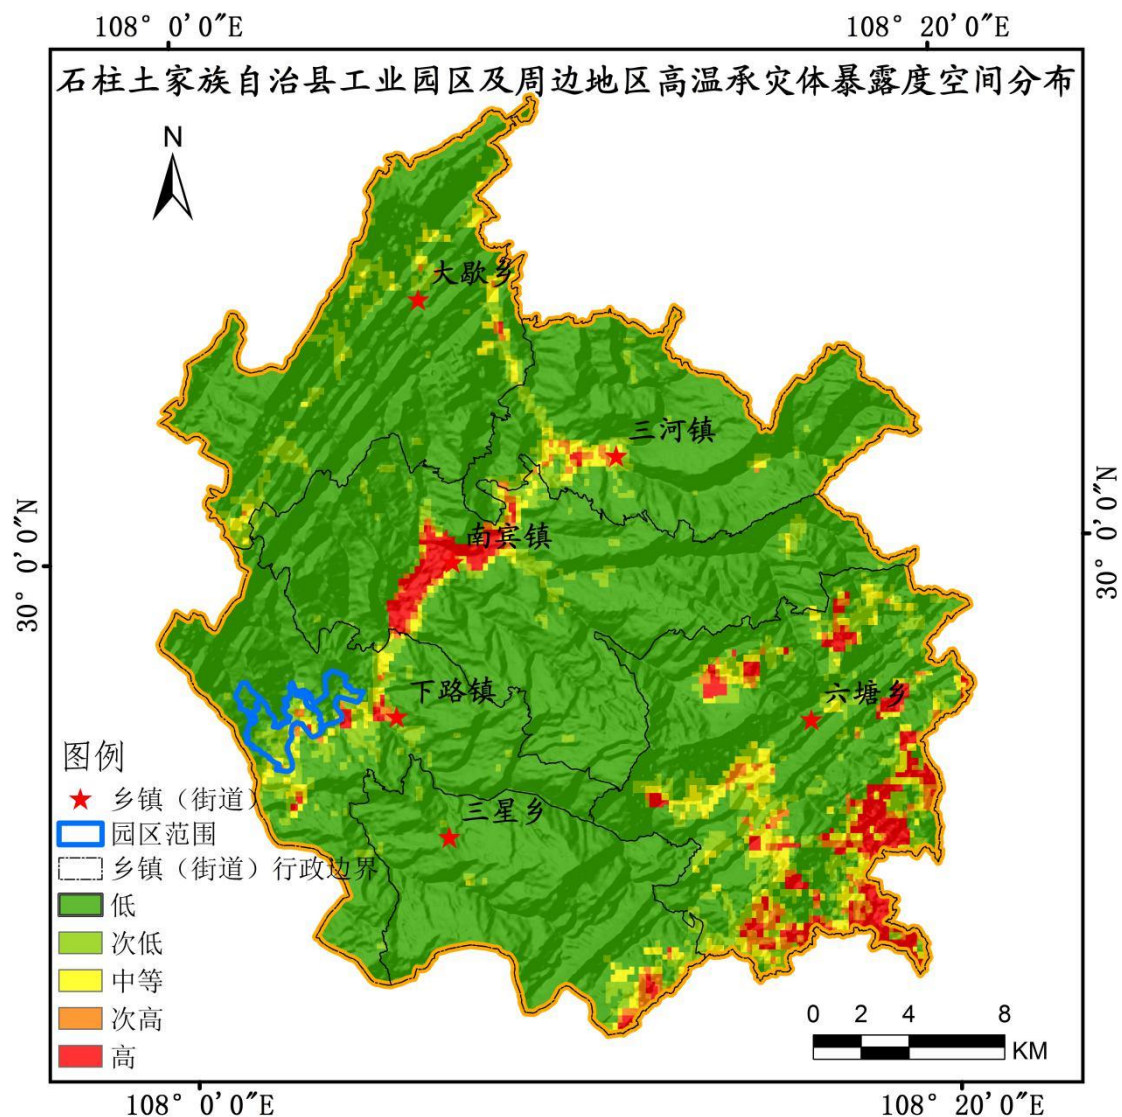 108° 0′0″E
108° 20′0″E
石柱土家族自治县工业园区及周边地区高温承灾体暴露度空间分布
N
大歇乡
三河镇
30° 0′0″N
南宾镇
30° 0′0″N
下路镇
六塘乡
三星乡
图例
乡镇（街道）
园区范围
乡镇（街道）行政边界
低
次低
中等
次高
高
0 2 4 8
KM
108° 0′0″E
108° 20′0″E